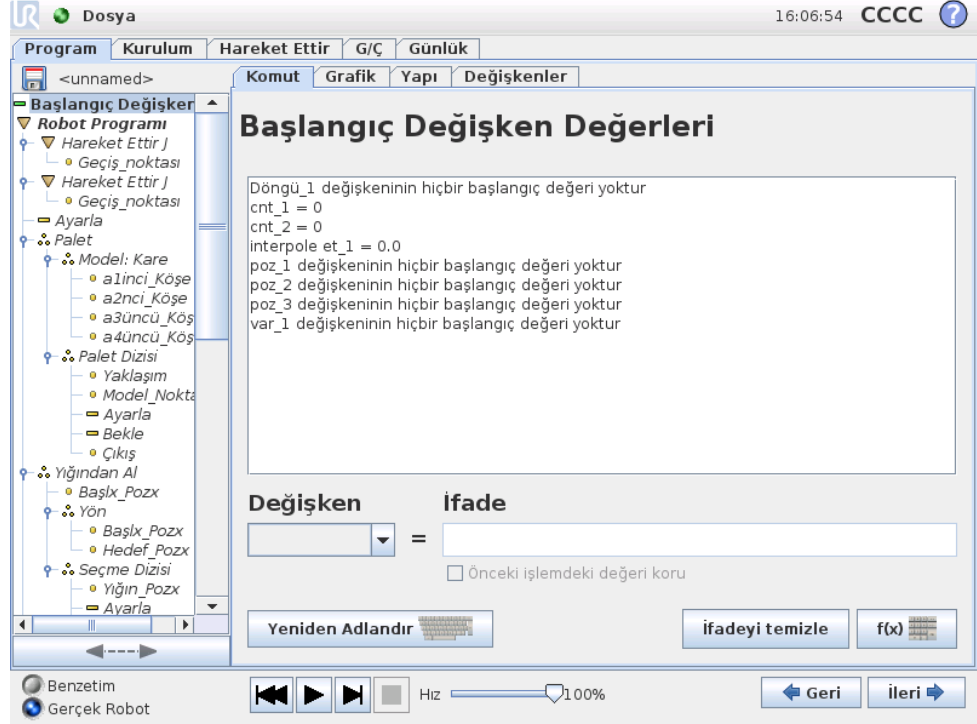 UR Dosya 16:06:54 CCCC ?
Program Kurulum Hareket Ettir G/Ç Günlük
<unnamed>
Komut Grafik Yapı Değişkenler
Başlangıç Değişker
Robot Programı
Hareket Ettir J
Geçiş_noktası
Hareket Ettir J
Geçiş_noktası
Ayarla
Palet
Model: Kare
a1inci_Köşe
a2nci_Köşe
a3üncü_Köş
a4üncü_Köş
Palet Dizisi
Yaklaşım
Model_Nokta
Ayarla
Bekle
Çıkış
Yığından Al
Başlx_Pozx
Yön
Başlx_Pozx
Hedef_Pozx
Seçme Dizisi
Yığın_Pozx
Ayarla
Başlangıç Değişken Değerleri
Döngü_1 değişkeninin hiçbir başlangıç değeri yoktur
cnt_1 = 0
cnt_2 = 0
interpole et_1 = 0.0
poz_1 değişkeninin hiçbir başlangıç değeri yoktur
poz_2 değişkeninin hiçbir başlangıç değeri yoktur
poz_3 değişkeninin hiçbir başlangıç değeri yoktur
var_1 değişkeninin hiçbir başlangıç değeri yoktur
Değişken İfade
=
Önceki işlemdeki değeri koru
Yeniden Adlandır İfadeyi temizle f(x)
Benzetim
Gerçek Robot
Hız 100% Geri İleri